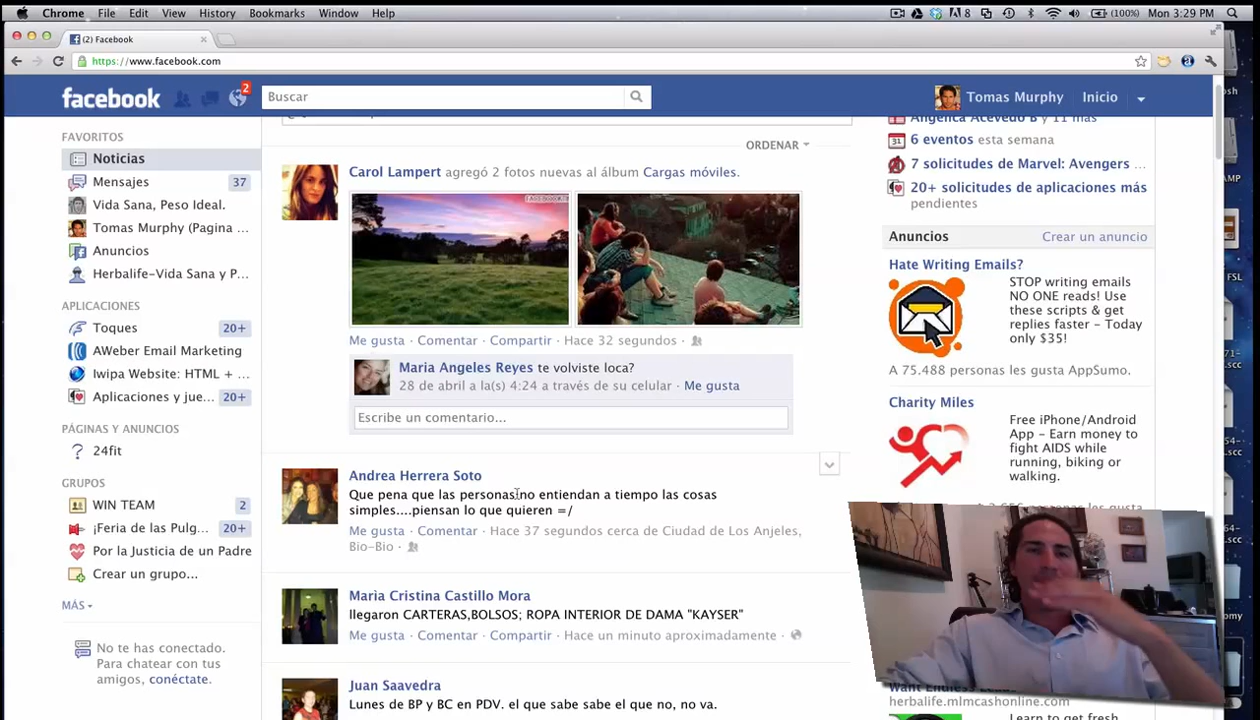 Chrome File Edit View History Bookmarks Window Help
8 (100%) Mon 3:29 PM
(2) Facebook
https://www.facebook.com
facebook 2 Buscar Tomas Murphy Inicio
FAVORITOS
Noticias
Mensajes 37
Vida Sana, Peso Ideal.
Tomas Murphy (Pagina ...
Anuncios
Herbalife-Vida Sana y P...
APLICACIONES
Toques 20+
AWeber Email Marketing
Iwipa Website: HTML + ...
Aplicaciones y jue... 20+
PÁGINAS Y ANUNCIOS
24fit
GRUPOS
WIN TEAM 2
¡Feria de las Pulg... 20+
Por la Justicia de un Padre
Crear un grupo...
MÁS
No te has conectado.
Para chatear con tus
amigos, conéctate.
ORDENAR
Carol Lampert agregó 2 fotos nuevas al álbum Cargas móviles.
Me gusta · Comentar · Compartir · Hace 32 segundos ·
Maria Angeles Reyes te volviste loca?
28 de abril a la(s) 4:24 a través de su celular · Me gusta
Escribe un comentario...
Andrea Herrera Soto
Que pena que las personas no entiendan a tiempo las cosas
simples....piensan lo que quieren =/
Me gusta · Comentar · Hace 37 segundos cerca de Ciudad de Los Anjeles,
Bio-Bio ·
Maria Cristina Castillo Mora
llegaron CARTERAS,BOLSOS; ROPA INTERIOR DE DAMA "KAYSER"
Me gusta · Comentar · Compartir · Hace un minuto aproximadamente ·
Juan Saavedra
Lunes de BP y BC en PDV. el que sabe sabe el que no, no va.
Angelica Acevedo B y 11 más
31 6 eventos esta semana
7 solicitudes de Marvel: Avengers ...
20+ solicitudes de aplicaciones más
pendientes
Anuncios Crear un anuncio
Hate Writing Emails?
STOP writing emails
NO ONE reads! Use
these scripts & get
replies faster – Today
only $35!
A 75.488 personas les gusta AppSumo.
Charity Miles
Free iPhone/Android
App – Earn money to
fight AIDS while
running, biking or
walking.
herbalife.mlmcashonline.com
Learn to get fresh